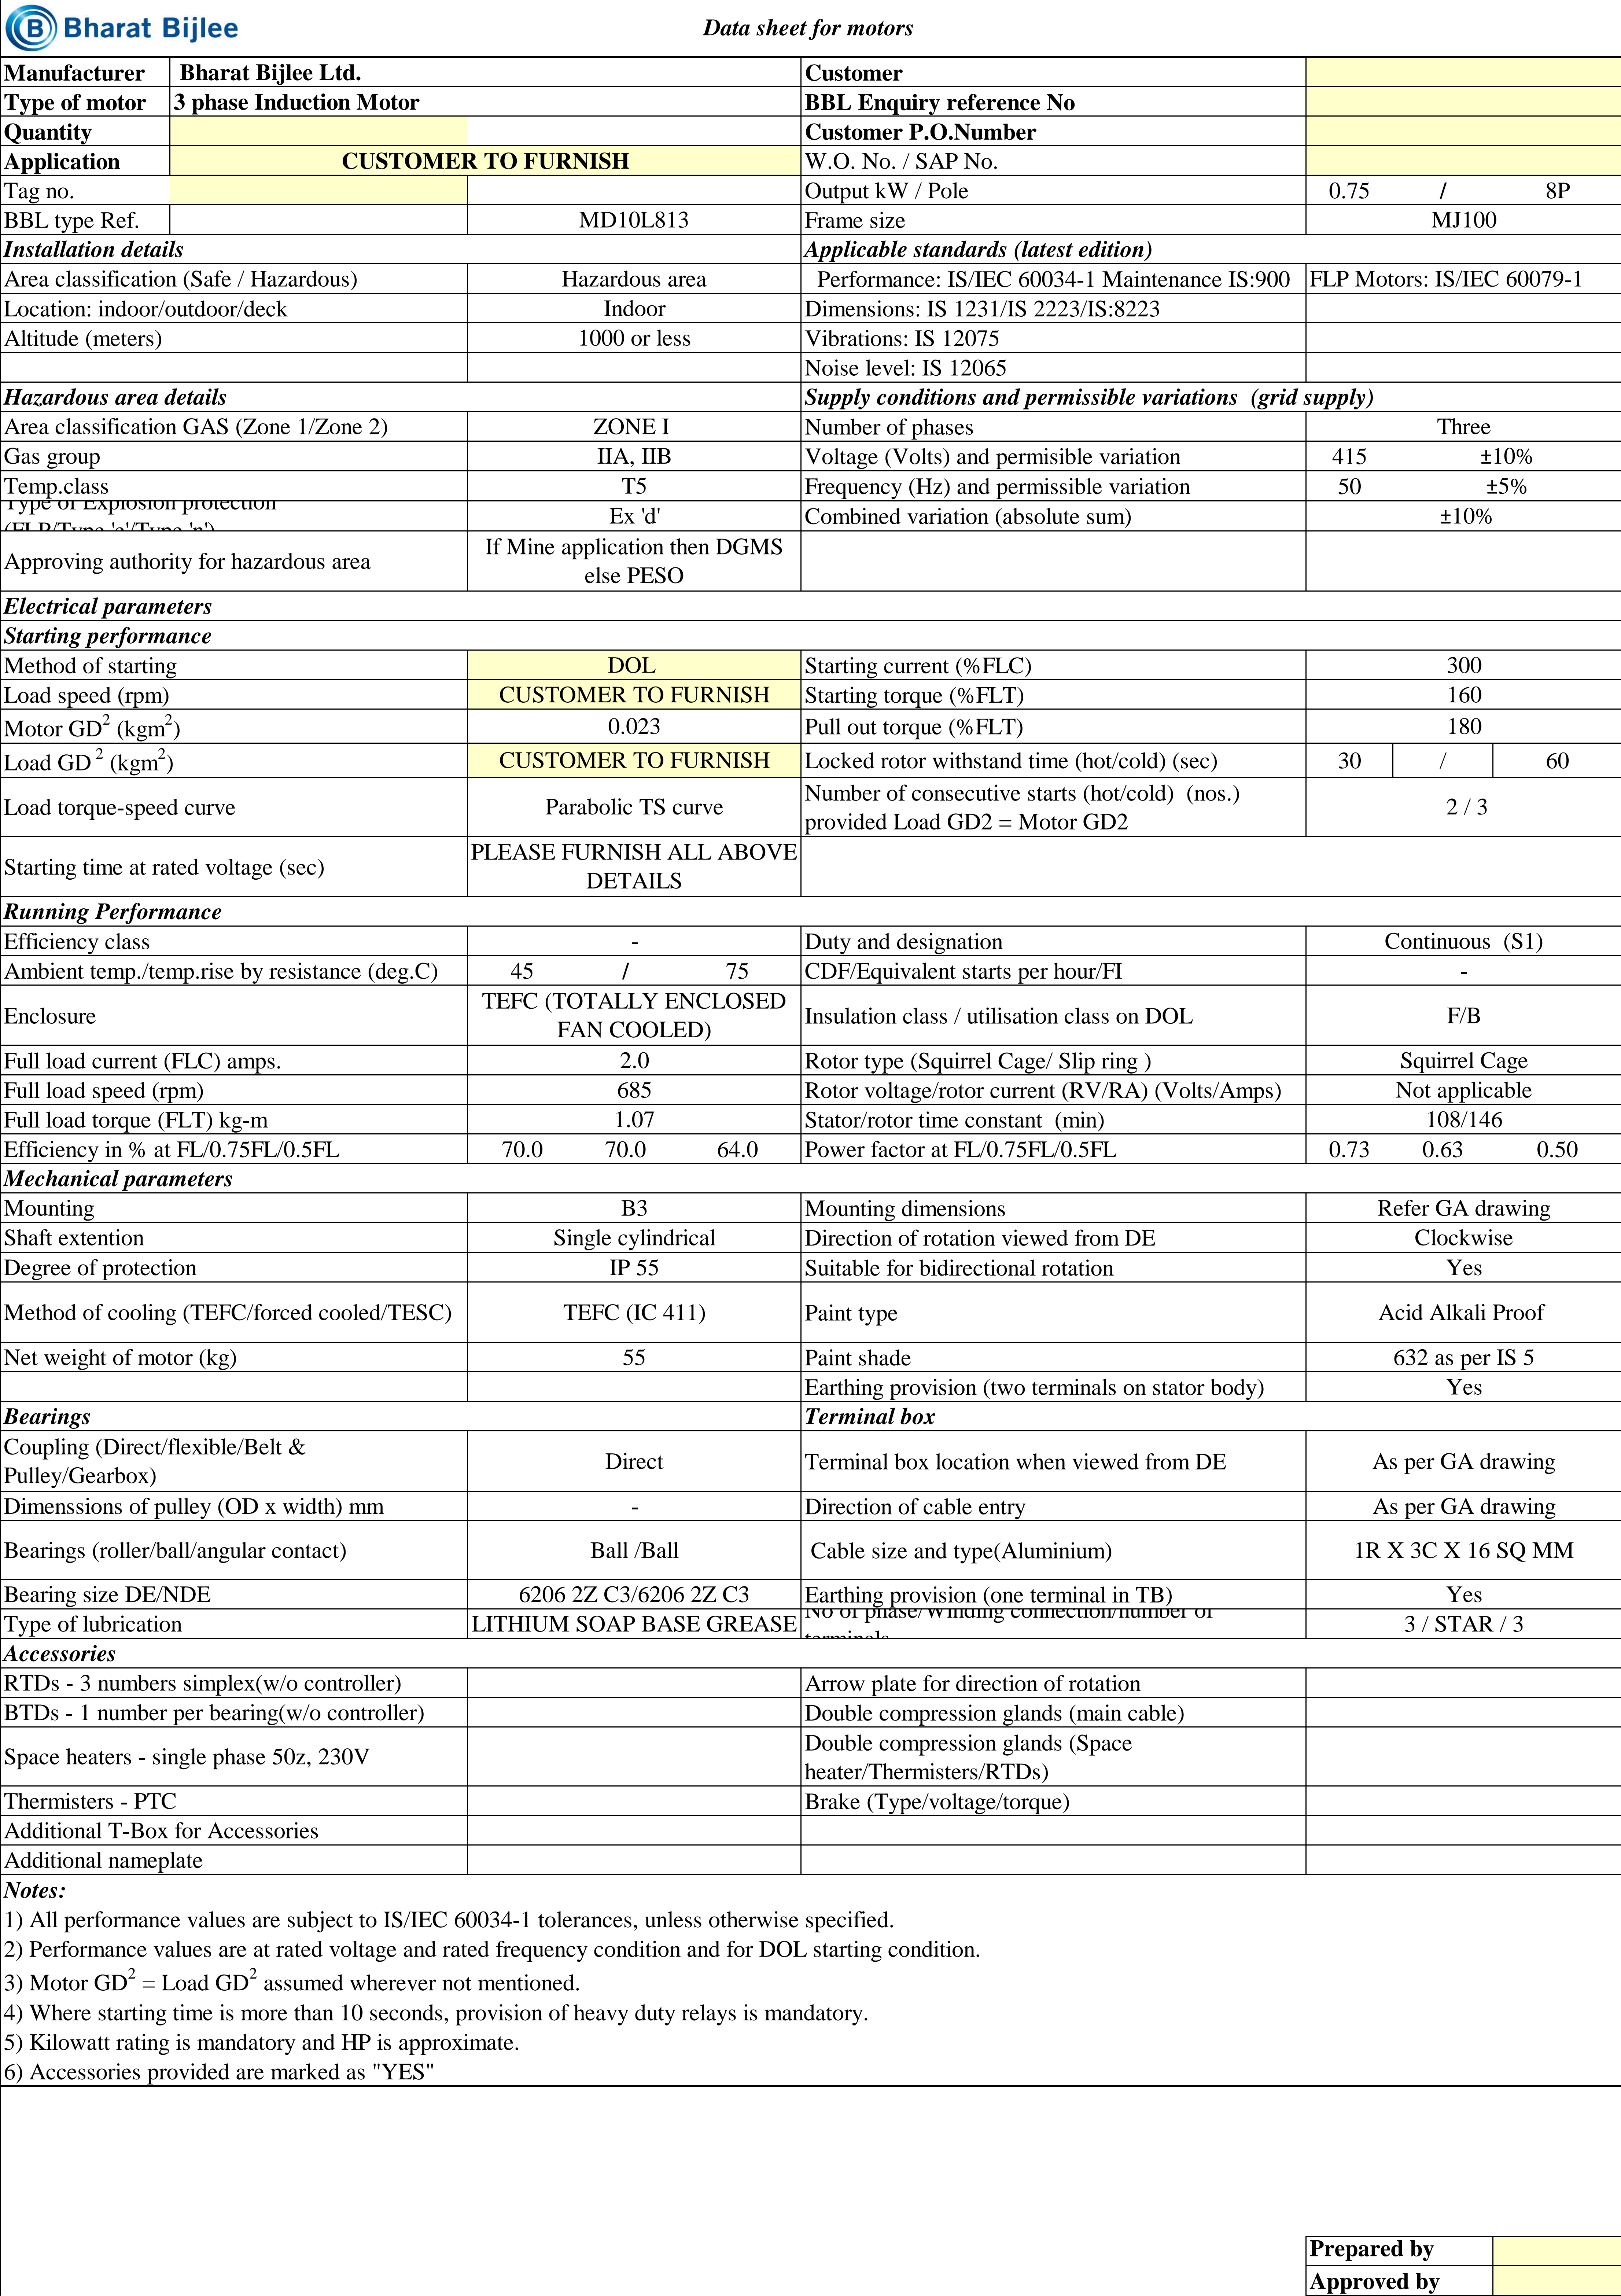 Bharat Bijlee
Data sheet for motors
Manufacturer Bharat Bijlee Ltd. Customer
Type of motor 3 phase Induction Motor BBL Enquiry reference No
Quantity Customer P.O.Number
Application CUSTOMER TO FURNISH W.O. No. / SAP No.
Tag no. Output kW / Pole 0.75 / 8P
BBL type Ref. MD10L813 Frame size MJ100
Installation details Applicable standards (latest edition)
Area classification (Safe / Hazardous) Hazardous area Performance: IS/IEC 60034-1 Maintenance IS:900 FLP Motors: IS/IEC 60079-1
Location: indoor/outdoor/deck Indoor Dimensions: IS 1231/IS 2223/IS:8223
Altitude (meters) 1000 or less Vibrations: IS 12075
Noise level: IS 12065
Hazardous area details Supply conditions and permissible variations (grid supply)
Area classification GAS (Zone 1/Zone 2) ZONE I Number of phases Three
Gas group IIA, IIB Voltage (Volts) and permisible variation 415 ±10%
Temp.class T5 Frequency (Hz) and permissible variation 50 ±5%
Type of Explosion protection
(FLP/Type 'e'/Type 'n') Ex 'd' Combined variation (absolute sum) ±10%
Approving authority for hazardous area If Mine application then DGMS
else PESO
Electrical parameters
Starting performance
Method of starting DOL Starting current (%FLC) 300
Load speed (rpm) CUSTOMER TO FURNISH Starting torque (%FLT) 160
Motor GD2 (kgm2) 0.023 Pull out torque (%FLT) 180
Load GD 2 (kgm2) CUSTOMER TO FURNISH Locked rotor withstand time (hot/cold) (sec) 30 / 60
Load torque-speed curve Parabolic TS curve Number of consecutive starts (hot/cold) (nos.)
provided Load GD2 = Motor GD2 2 / 3
Starting time at rated voltage (sec) PLEASE FURNISH ALL ABOVE
DETAILS
Running Performance
Efficiency class - Duty and designation Continuous (S1)
Ambient temp./temp.rise by resistance (deg.C) 45 / 75 CDF/Equivalent starts per hour/FI -
Enclosure TEFC (TOTALLY ENCLOSED
FAN COOLED) Insulation class / utilisation class on DOL F/B
Full load current (FLC) amps. 2.0 Rotor type (Squirrel Cage/ Slip ring ) Squirrel Cage
Full load speed (rpm) 685 Rotor voltage/rotor current (RV/RA) (Volts/Amps) Not applicable
Full load torque (FLT) kg-m 1.07 Stator/rotor time constant (min) 108/146
Efficiency in % at FL/0.75FL/0.5FL 70.0 70.0 64.0 Power factor at FL/0.75FL/0.5FL 0.73 0.63 0.50
Mechanical parameters
Mounting B3 Mounting dimensions Refer GA drawing
Shaft extention Single cylindrical Direction of rotation viewed from DE Clockwise
Degree of protection IP 55 Suitable for bidirectional rotation Yes
Method of cooling (TEFC/forced cooled/TESC) TEFC (IC 411) Paint type Acid Alkali Proof
Net weight of motor (kg) 55 Paint shade 632 as per IS 5
Earthing provision (two terminals on stator body) Yes
Bearings Terminal box
Coupling (Direct/flexible/Belt &
Pulley/Gearbox) Direct Terminal box location when viewed from DE As per GA drawing
Dimenssions of pulley (OD x width) mm - Direction of cable entry As per GA drawing
Bearings (roller/ball/angular contact) Ball /Ball Cable size and type(Aluminium) 1R X 3C X 16 SQ MM
Bearing size DE/NDE 6206 2Z C3/6206 2Z C3 Earthing provision (one terminal in TB) Yes
Type of lubrication LITHIUM SOAP BASE GREASE No of phase/Winding connection/number of
terminals 3 / STAR / 3
Accessories
RTDs - 3 numbers simplex(w/o controller) Arrow plate for direction of rotation
BTDs - 1 number per bearing(w/o controller) Double compression glands (main cable)
Space heaters - single phase 50z, 230V Double compression glands (Space
heater/Thermisters/RTDs)
Thermisters - PTC Brake (Type/voltage/torque)
Additional T-Box for Accessories
Additional nameplate
Notes:
1) All performance values are subject to IS/IEC 60034-1 tolerances, unless otherwise specified.
2) Performance values are at rated voltage and rated frequency condition and for DOL starting condition.
3) Motor GD2 = Load GD2 assumed wherever not mentioned.
4) Where starting time is more than 10 seconds, provision of heavy duty relays is mandatory.
5) Kilowatt rating is mandatory and HP is approximate.
6) Accessories provided are marked as "YES"
Prepared by
Approved by